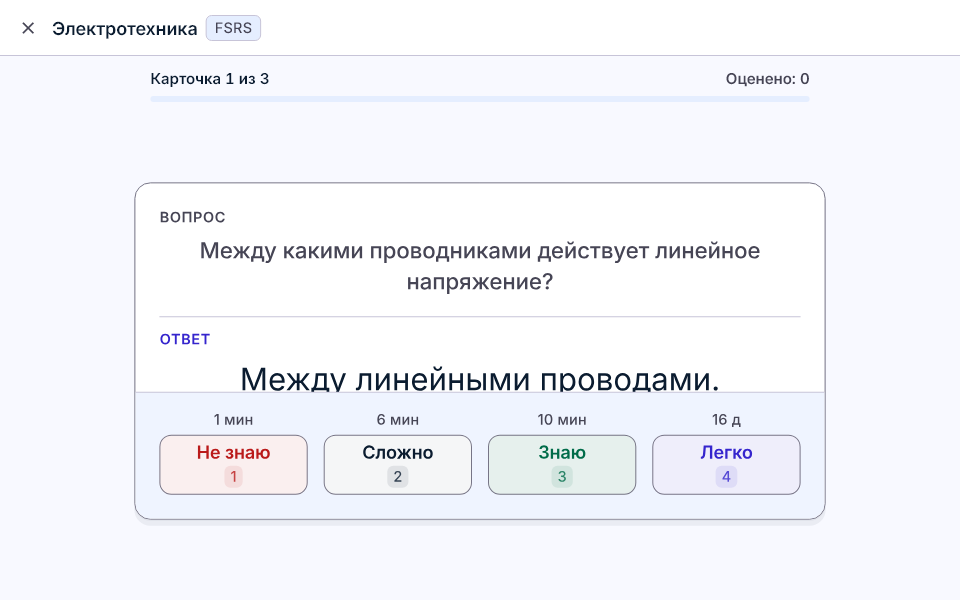 Электротехника FSRS
Карточка 1 из 3
Оценено: 0
ВОПРОС
Между какими проводниками действует линейное
напряжение?
ОТВЕТ
Между линейными проводами.
1 мин
6 мин
10 мин
16 д
Не знаю
Сложно
Знаю
Легко
1
2
3
4